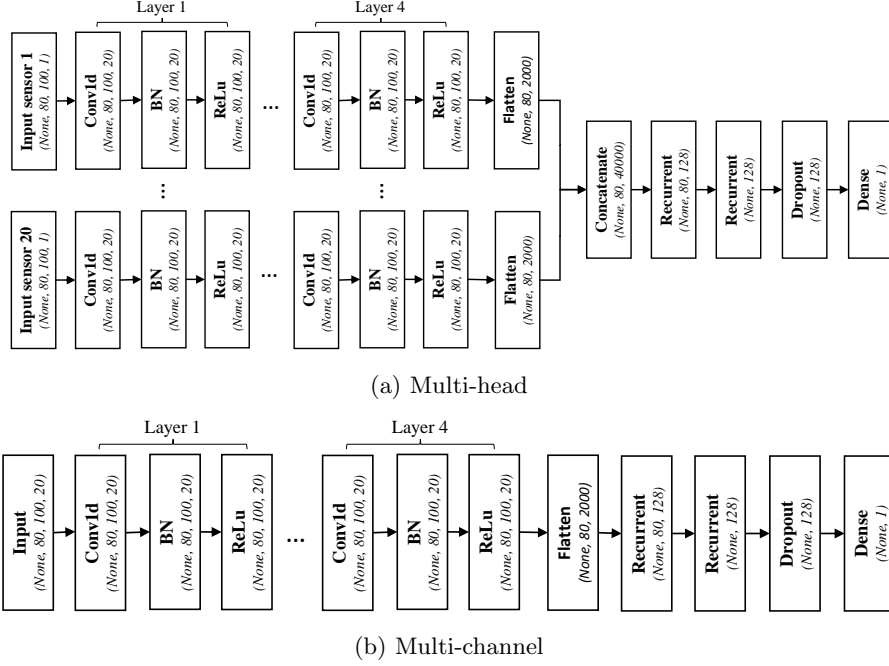 Layer 1
Layer 4
Input sensor 1
(None, 80, 100, 1)
Conv1d
(None, 80, 100, 20)
BN
(None, 80, 100, 20)
ReLu
(None, 80, 100, 20)
...
Conv1d
(None, 80, 100, 20)
BN
(None, 80, 100, 20)
ReLu
(None, 80, 100, 20)
Flatten
(None, 80, 2000)
...
...
Input sensor 20
(None, 80, 100, 1)
Conv1d
(None, 80, 100, 20)
BN
(None, 80, 100, 20)
ReLu
(None, 80, 100, 20)
...
Conv1d
(None, 80, 100, 20)
BN
(None, 80, 100, 20)
ReLu
(None, 80, 100, 20)
Flatten
(None, 80, 2000)
Concatenate
(None, 80, 40000)
Recurrent
(None, 80, 128)
Recurrent
(None, 128)
Dropout
(None, 128)
Dense
(None, 1)
(a) Multi-head
Layer 1
Layer 4
Input
(None, 80, 100, 20)
Conv1d
(None, 80, 100, 20)
BN
(None, 80, 100, 20)
ReLu
(None, 80, 100, 20)
...
Conv1d
(None, 80, 100, 20)
BN
(None, 80, 100, 20)
ReLu
(None, 80, 100, 20)
Flatten
(None, 80, 2000)
Recurrent
(None, 80, 128)
Recurrent
(None, 128)
Dropout
(None, 128)
Dense
(None, 1)
(b) Multi-channel